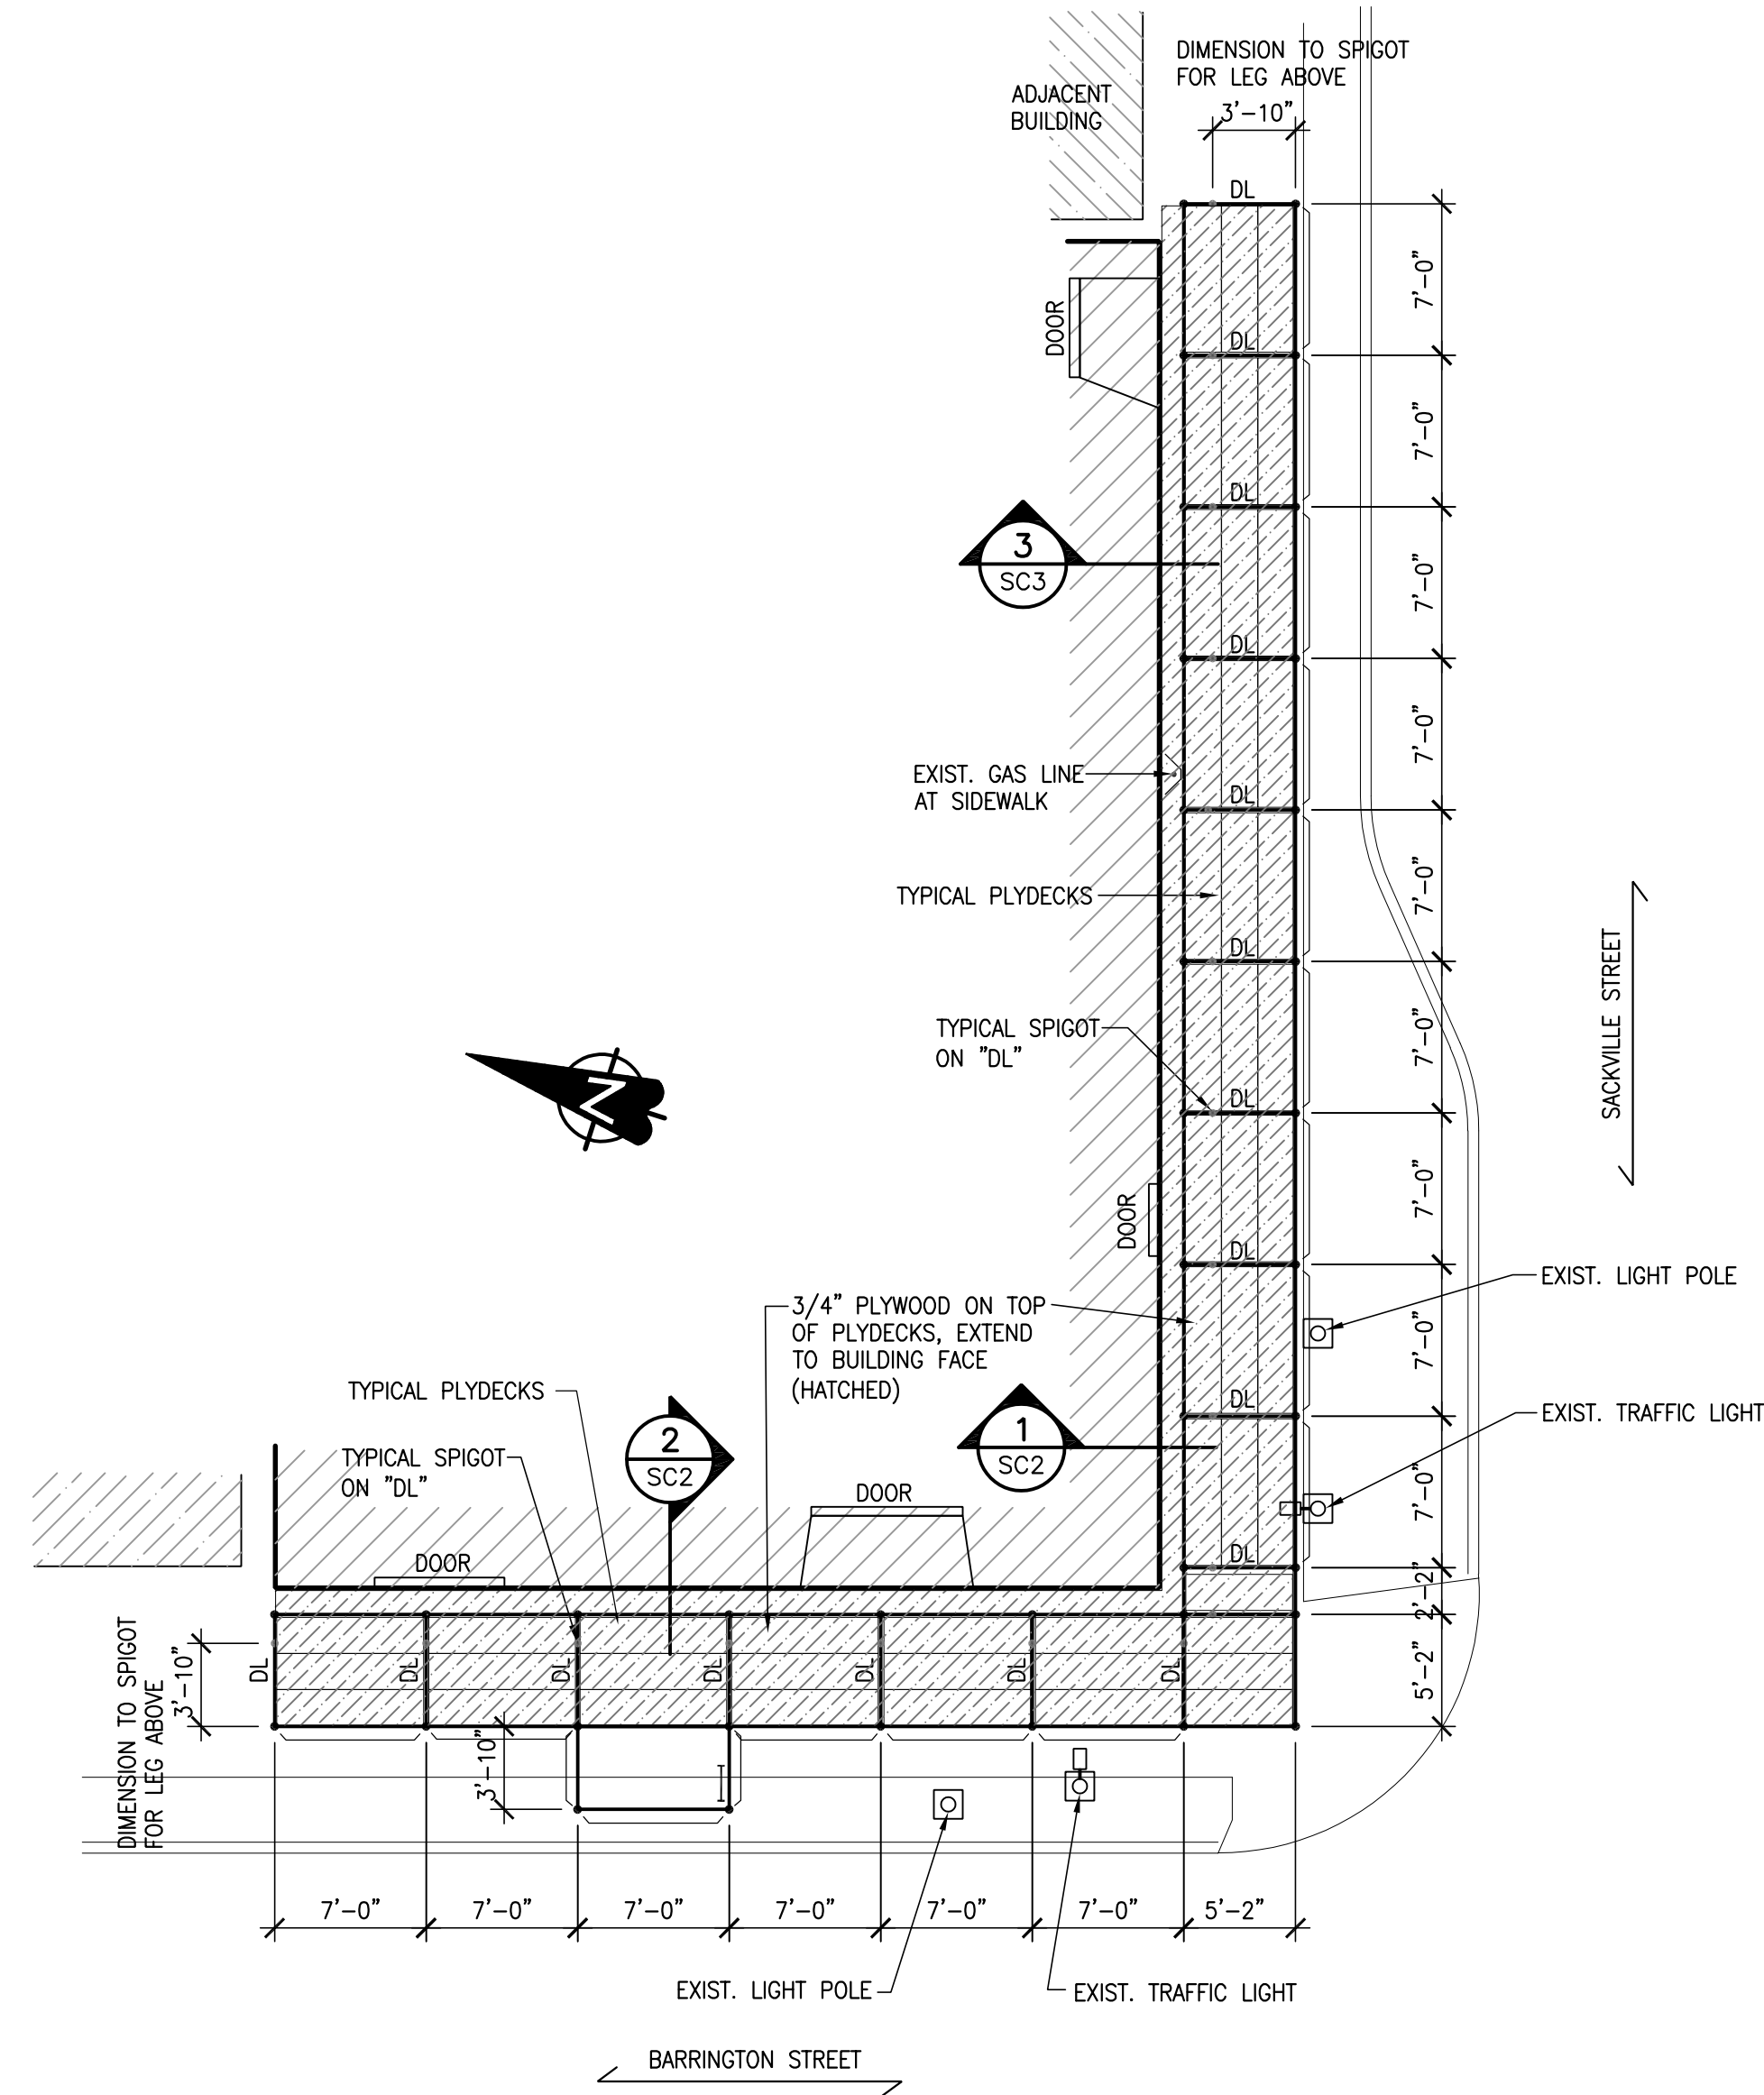 DIMENSION TO SPIGOT
FOR LEG ABOVE
3'-10"
ADJACENT
BUILDING
DL
7'-0"
DOOR
DL
7'-0"
DL
3
SC3
7'-0"
DL
7'-0"
EXIST. GAS LINE
AT SIDEWALK
DL
TYPICAL PLYDECKS
7'-0"
DL
SACKVILLE STREET
TYPICAL SPIGOT
ON "DL"
7'-0"
N
DL
7'-0"
DOOR
DL
EXIST. LIGHT POLE
3/4" PLYWOOD ON TOP
OF PLYDECKS, EXTEND
TO BUILDING FACE
(HATCHED)
7'-0"
TYPICAL PLYDECKS
DL
EXIST. TRAFFIC LIGHT
2
SC2
1
SC2
TYPICAL SPIGOT
ON "DL"
DOOR
7'-0"
DL
DOOR
2'-2"
DIMENSION TO SPIGOT
FOR LEG ABOVE
3'-10"
DL
DL
DL
DL
DL
DL
DL
5'-2"
3'-10"
7'-0"
7'-0"
7'-0"
7'-0"
7'-0"
7'-0"
5'-2"
EXIST. LIGHT POLE
EXIST. TRAFFIC LIGHT
BARRINGTON STREET